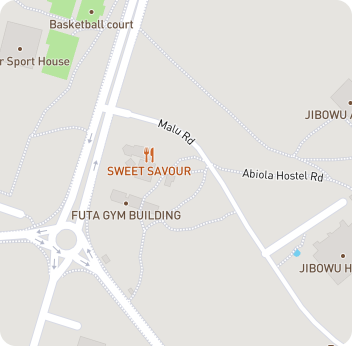 Basketball court
r Sport House
JIBOWU
Malu Rd
SWEET SAVOUR
Abiola Hostel Rd
FUTA GYM BUILDING
JIBOWU H